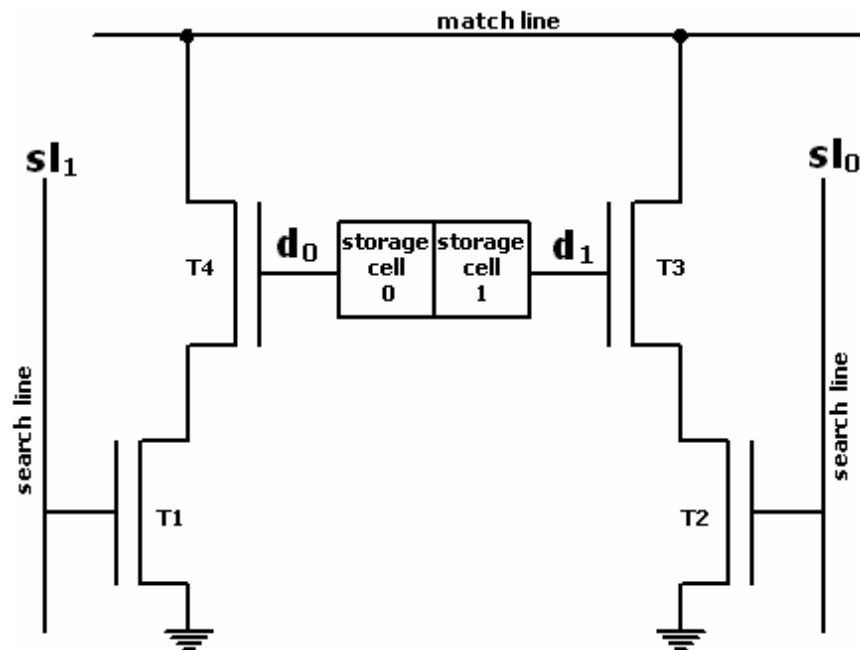 match line
sl1
sl0
d0
storage
cell
0
storage
cell
1
d1
T4
T3
search line
search line
T1
T2